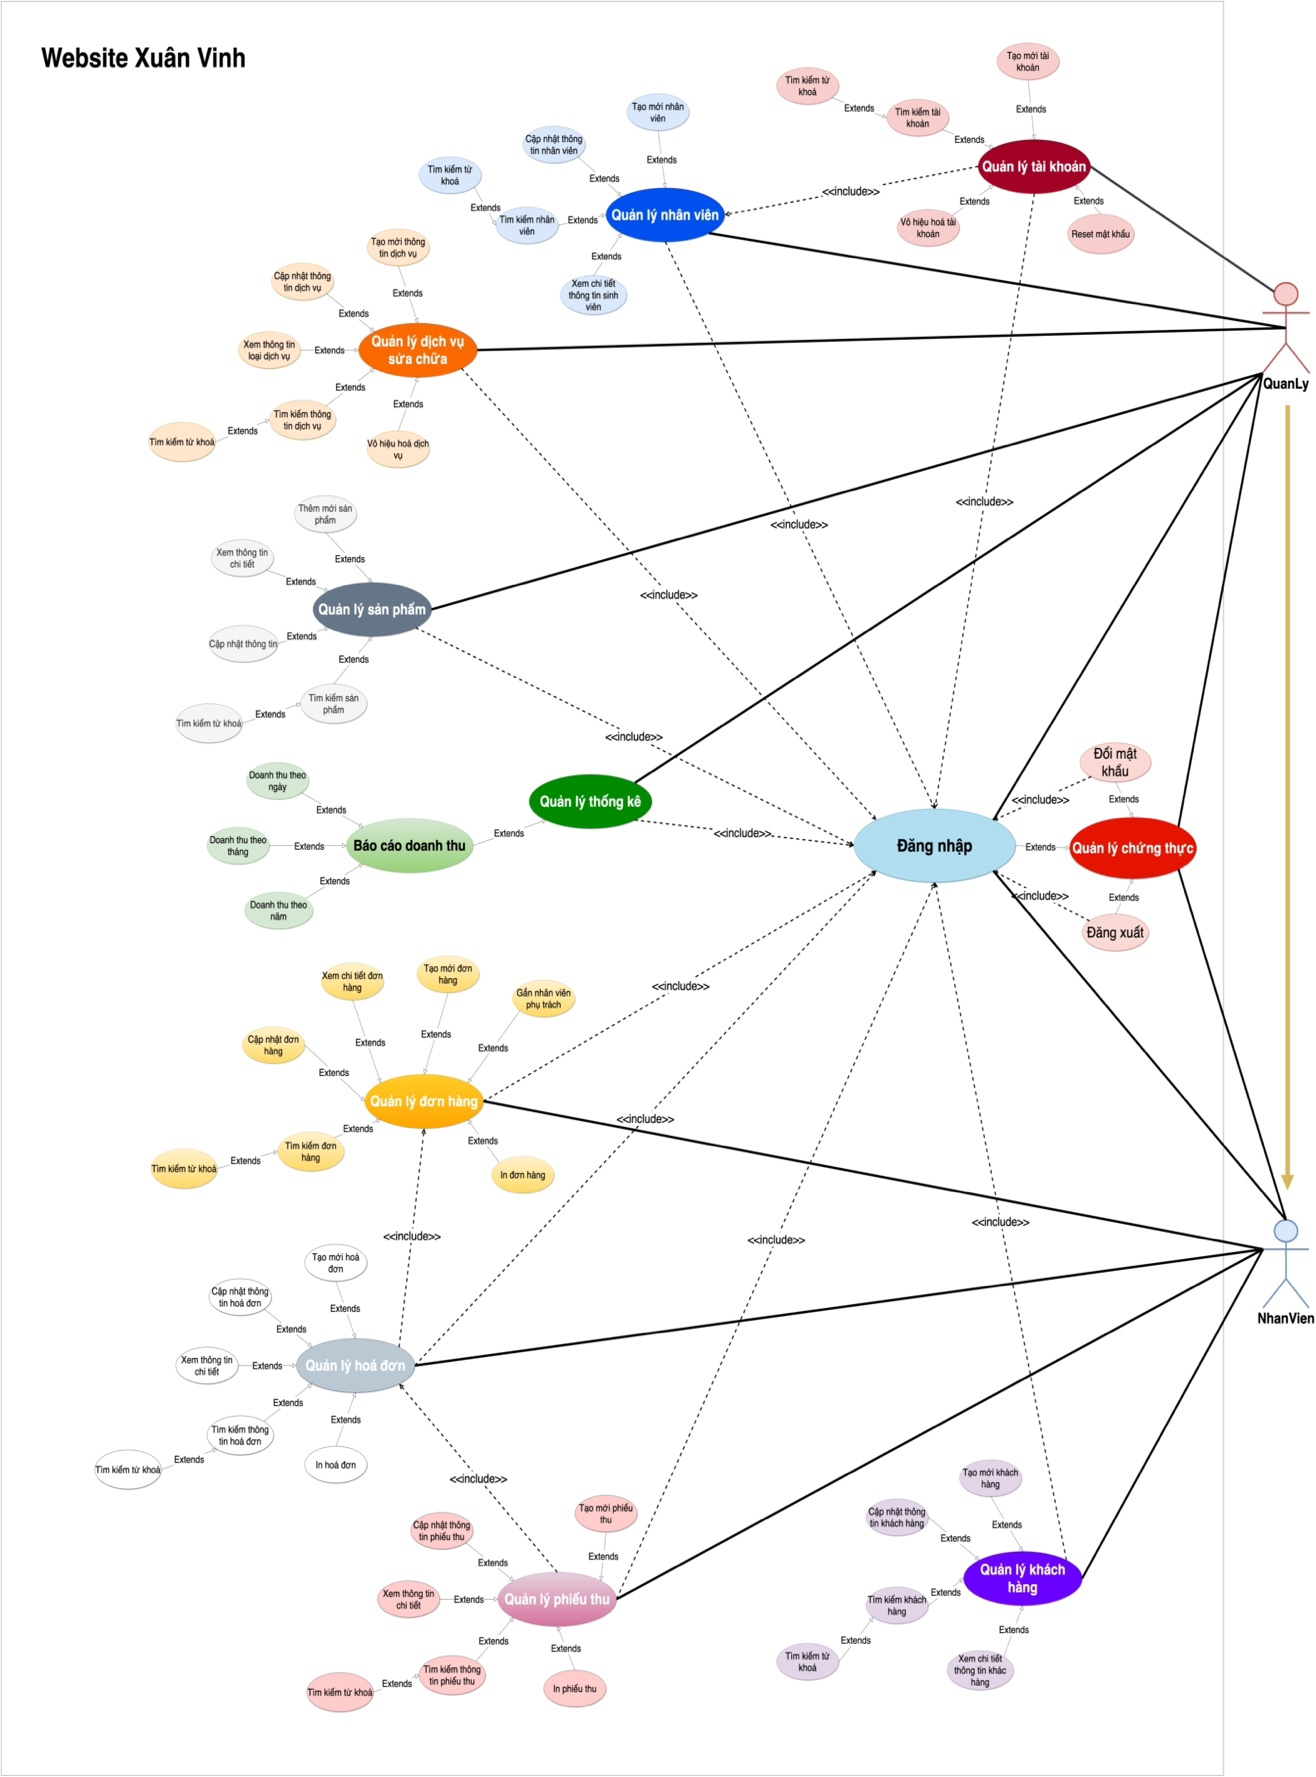 Website Xuân Vinh
Tạo mới tài
khoản
Tìm kiếm từ
khoá
Extends
Extends
Tìm kiếm tài
khoản
Extends
Quản lý tài khoản
<<include>>
Extends
Vô hiệu hoá tài
khoản
Extends
Reset mật khẩu
Tạo mới nhân
viên
Cập nhật thông
tin nhân viên
Extends
Extends
Tìm kiếm từ
khoá
Extends
Tìm kiếm nhân
viên
Extends
Quản lý nhân viên
Extends
Xem chi tiết
thông tin sinh
viên
Tạo mới thông
tin dịch vụ
Cập nhật thông
tin dịch vụ
Extends
Extends
Xem thông tin
loại dịch vụ
Extends
Quản lý dịch vụ
sửa chữa
Extends
Extends
Tìm kiếm thông
tin dịch vụ
Extends
Tìm kiếm từ khoá
Vô hiệu hoá dịch
vụ
QuanLy
<<include>>
<<include>>
<<include>>
Thêm mới sản
phẩm
Xem thông tin
chi tiết
Extends
Extends
Quản lý sản phẩm
Extends
Cập nhật thông tin
Extends
Tìm kiếm sản
phẩm
Extends
Tìm kiếm từ khoá
<<include>>
Doanh thu theo
ngày
Extends
Doanh thu theo
tháng
Extends
Báo cáo doanh thu
Extends
Quản lý thống kê
<<include>>
Extends
Doanh thu theo
năm
Đăng nhập
Đổi mật
khẩu
<<include>>
Extends
Extends
Quản lý chứng thực
<<include>>
Extends
Đăng xuất
Xem chi tiết đơn
hàng
Tạo mới đơn
hàng
Gắn nhân viên
phụ trách
<<include>>
Cập nhật đơn
hàng
Extends
Extends
Extends
Extends
Quản lý đơn hàng
Extends
Tìm kiếm đơn
hàng
Extends
Tìm kiếm từ khoá
Extends
In đơn hàng
<<include>>
<<include>>
<<include>>
<<include>>
Tạo mới hoá
đơn
Cập nhật thông
tin hoá đơn
Extends
Extends
Xem thông tin
chi tiết
Extends
Quản lý hoá đơn
Extends
Extends
Tìm kiếm thông
tin hoá đơn
Extends
Tìm kiếm từ khoá
In hoá đơn
NhanVien
<<include>>
Cập nhật thông
tin phiếu thu
Tạo mới phiếu
thu
Extends
Extends
Xem thông tin
chi tiết
Extends
Quản lý phiếu thu
Extends
Extends
Tìm kiếm thông
tin phiếu thu
Extends
Tìm kiếm từ khoá
In phiếu thu
Tạo mới khách
hàng
Cập nhật thông
tin khách hàng
Extends
Extends
Quản lý khách
hàng
Extends
Tìm kiếm khách
hàng
Extends
Tìm kiếm từ
khoá
Extends
Xem chi tiết
thông tin khác
hàng